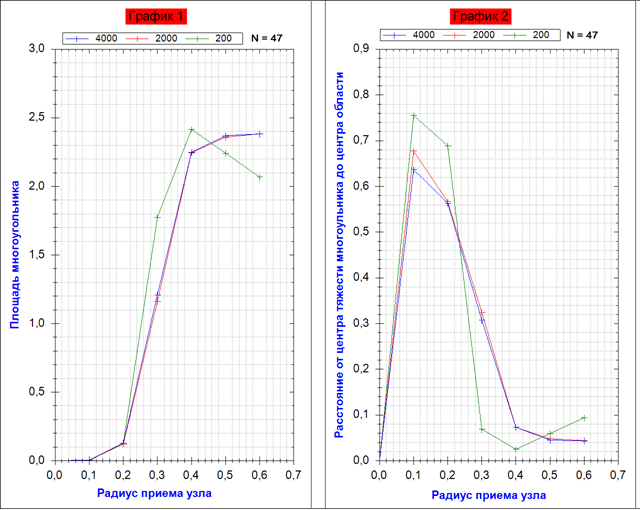 График 1
4000 2000 200 N = 47
Площадь многоугольника
3,0
2,5
2,0
1,5
1,0
0,5
0,0
0,0 0,1 0,2 0,3 0,4 0,5 0,6 0,7
Радиус приема узла
График 2
4000 2000 200 N = 47
Расстояние от центра тяжести многоульника до центра области
0,9
0,8
0,7
0,6
0,5
0,4
0,3
0,2
0,1
0,0
0,0 0,1 0,2 0,3 0,4 0,5 0,6 0,7
Радиус приема узла